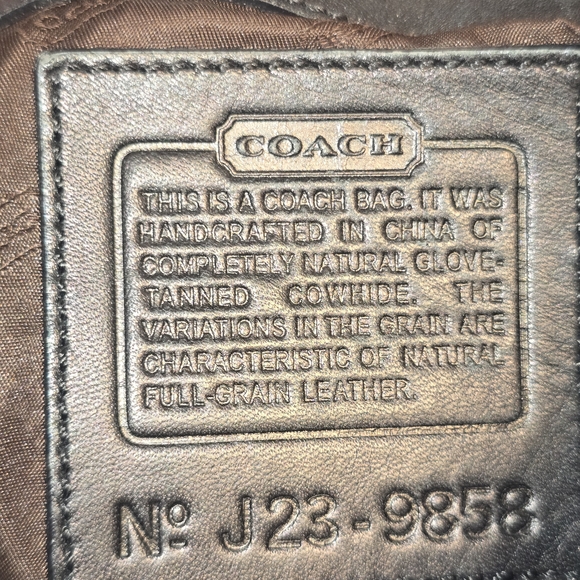 COACH
THIS IS A COACH BAG. IT WAS
HANDCRAFTED IN CHINA OF
COMPLETELY NATURAL GLOVE-
TANNED COWHIDE. THE
VARIATIONS IN THE GRAIN ARE
CHARACTERISTIC OF NATURAL
FULL-GRAIN LEATHER.
Nº J23-9858